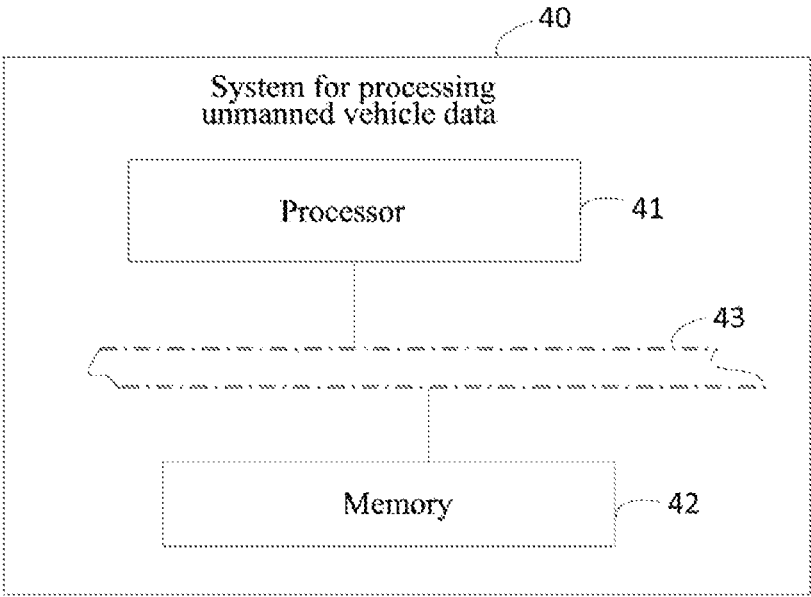 40
System for processing
unmanned vehicle data
Processor
41
43
Memory
42